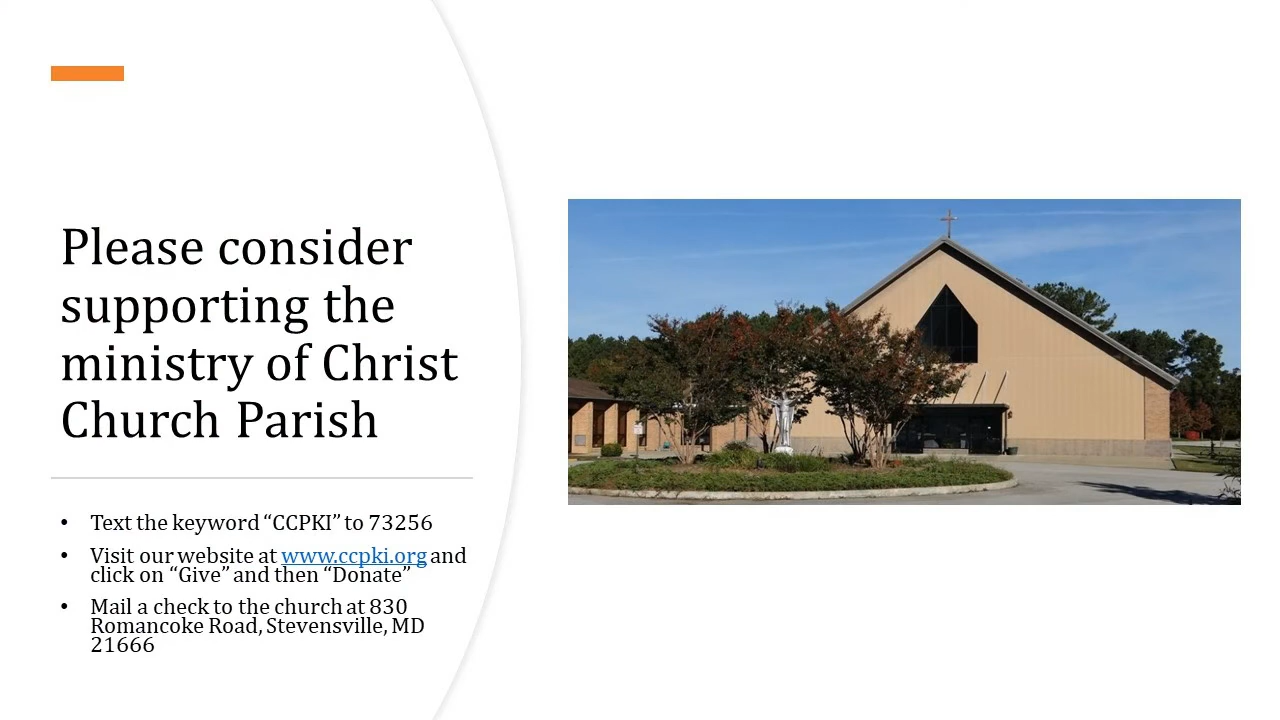 Please consider
supporting the
ministry of Christ
Church Parish
• Text the keyword “CCPKI” to 73256
• Visit our website at www.ccpki.org and
click on “Give” and then “Donate”
• Mail a check to the church at 830
Romancoke Road, Stevensville, MD
21666